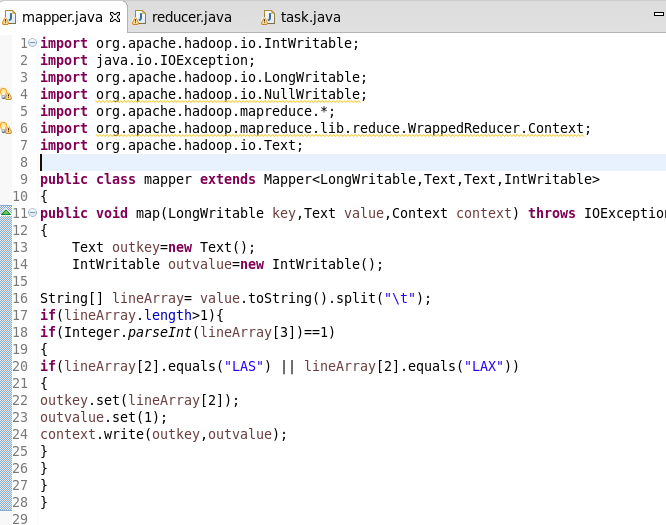 mapper.java reducer.java task.java
1 import org.apache.hadoop.io.IntWritable;
2 import java.io.IOException;
3 import org.apache.hadoop.io.LongWritable;
4 import org.apache.hadoop.io.NullWritable;
5 import org.apache.hadoop.mapreduce.*;
6 import org.apache.hadoop.mapreduce.lib.reduce.WrappedReducer.Context;
7 import org.apache.hadoop.io.Text;
8
9 public class mapper extends Mapper<LongWritable,Text,Text,IntWritable>
10 {
11 public void map(LongWritable key,Text value,Context context) throws IOException
12 {
13     Text outkey=new Text();
14     IntWritable outvalue=new IntWritable();
15
16 String[] lineArray= value.toString().split("\t");
17 if(lineArray.length>1){
18 if(Integer.parseInt(lineArray[3])==1)
19 {
20 if(lineArray[2].equals("LAS") || lineArray[2].equals("LAX"))
21 {
22 outkey.set(lineArray[2]);
23 outvalue.set(1);
24 context.write(outkey,outvalue);
25 }
26 }
27 }
28 }
29